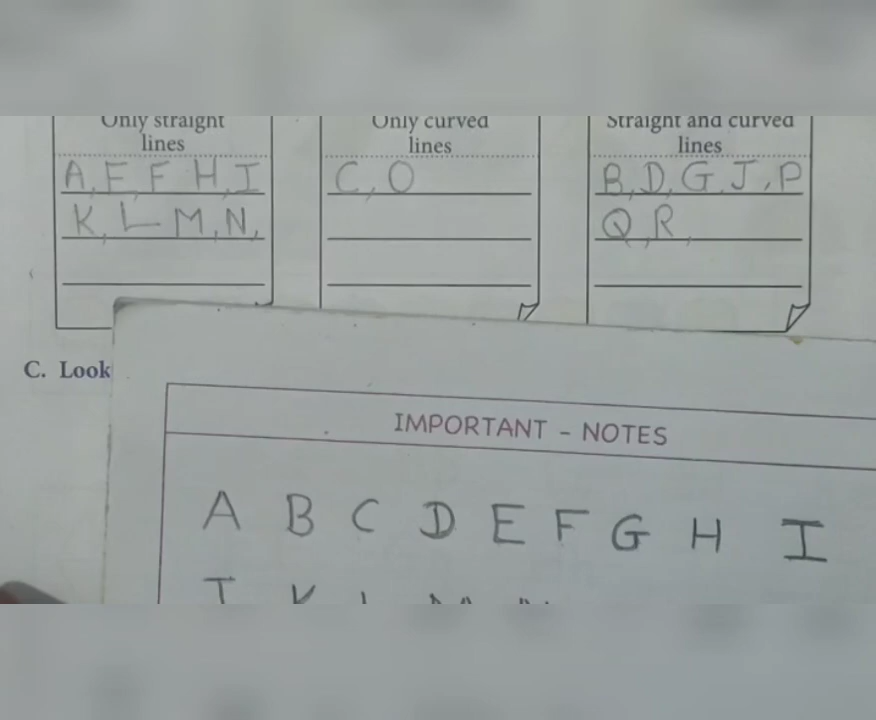 Only straight lines
A, E, F H, I
K, L M, N,
Only curved lines
C, O
Straight and curved lines
B, D, G, J, P
Q, R,
C. Look
IMPORTANT - NOTES
A B C D E F G H I